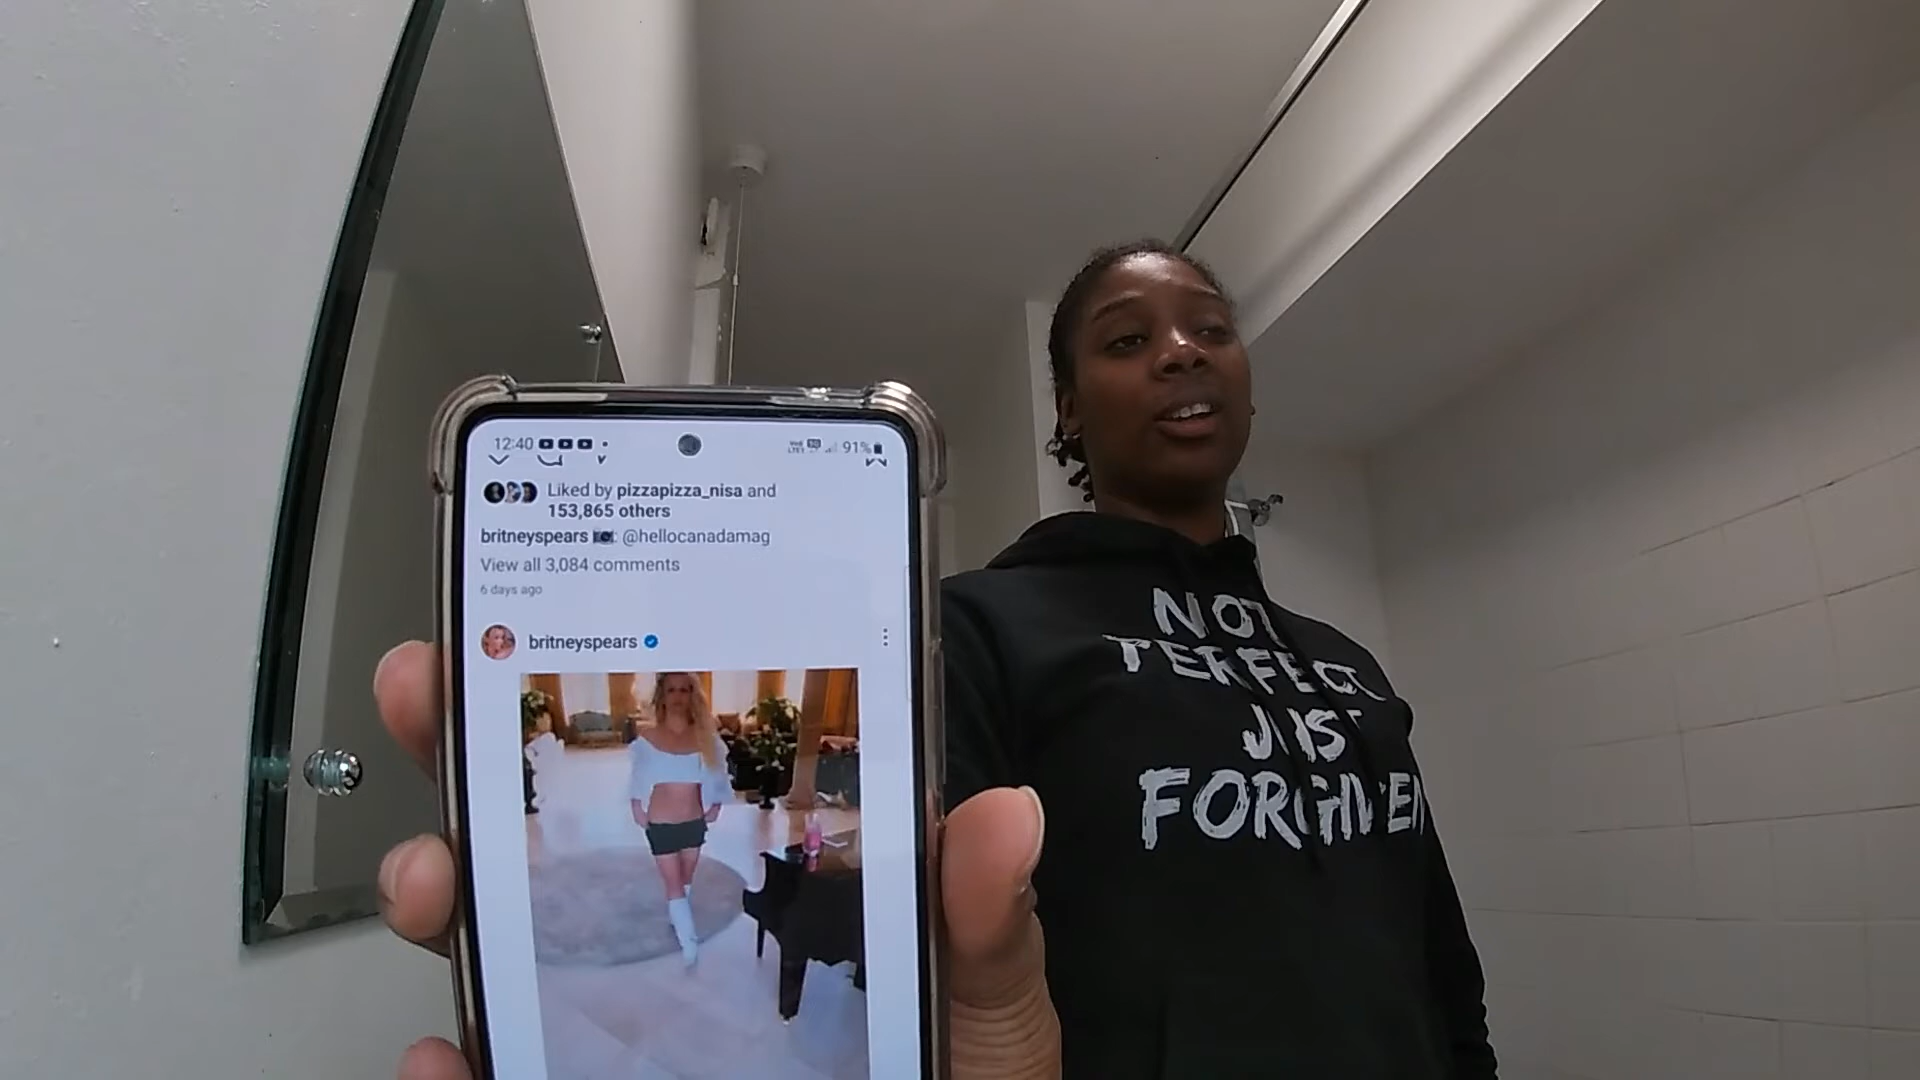 12:40 91%
Liked by pizzapizza_nisa and
153,865 others
britneyspears 📷: @hellocanadamag
View all 3,084 comments
6 days ago
britneyspears
NOT
PERFECT
JUST
FORGIVEN